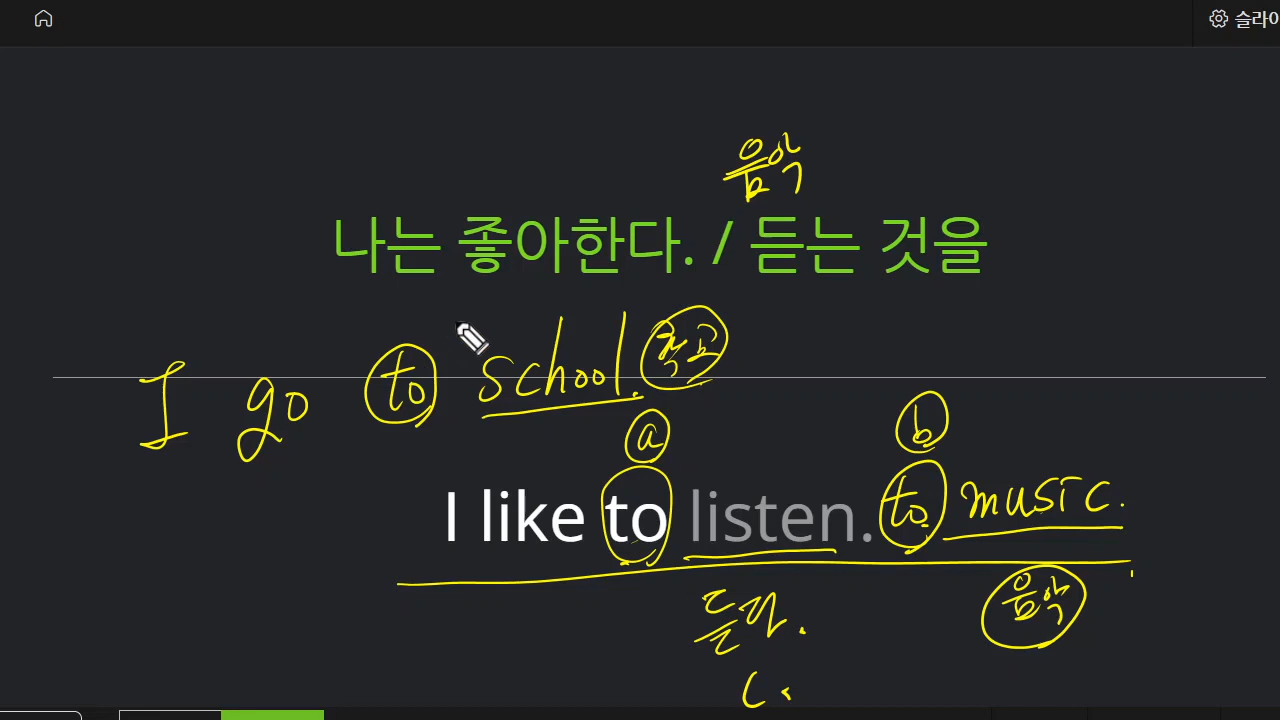 슬라이
음악
나는 좋아한다. / 듣는 것을
I go to school. 학교
a b
I like to listen. to music.
듣다. 음악